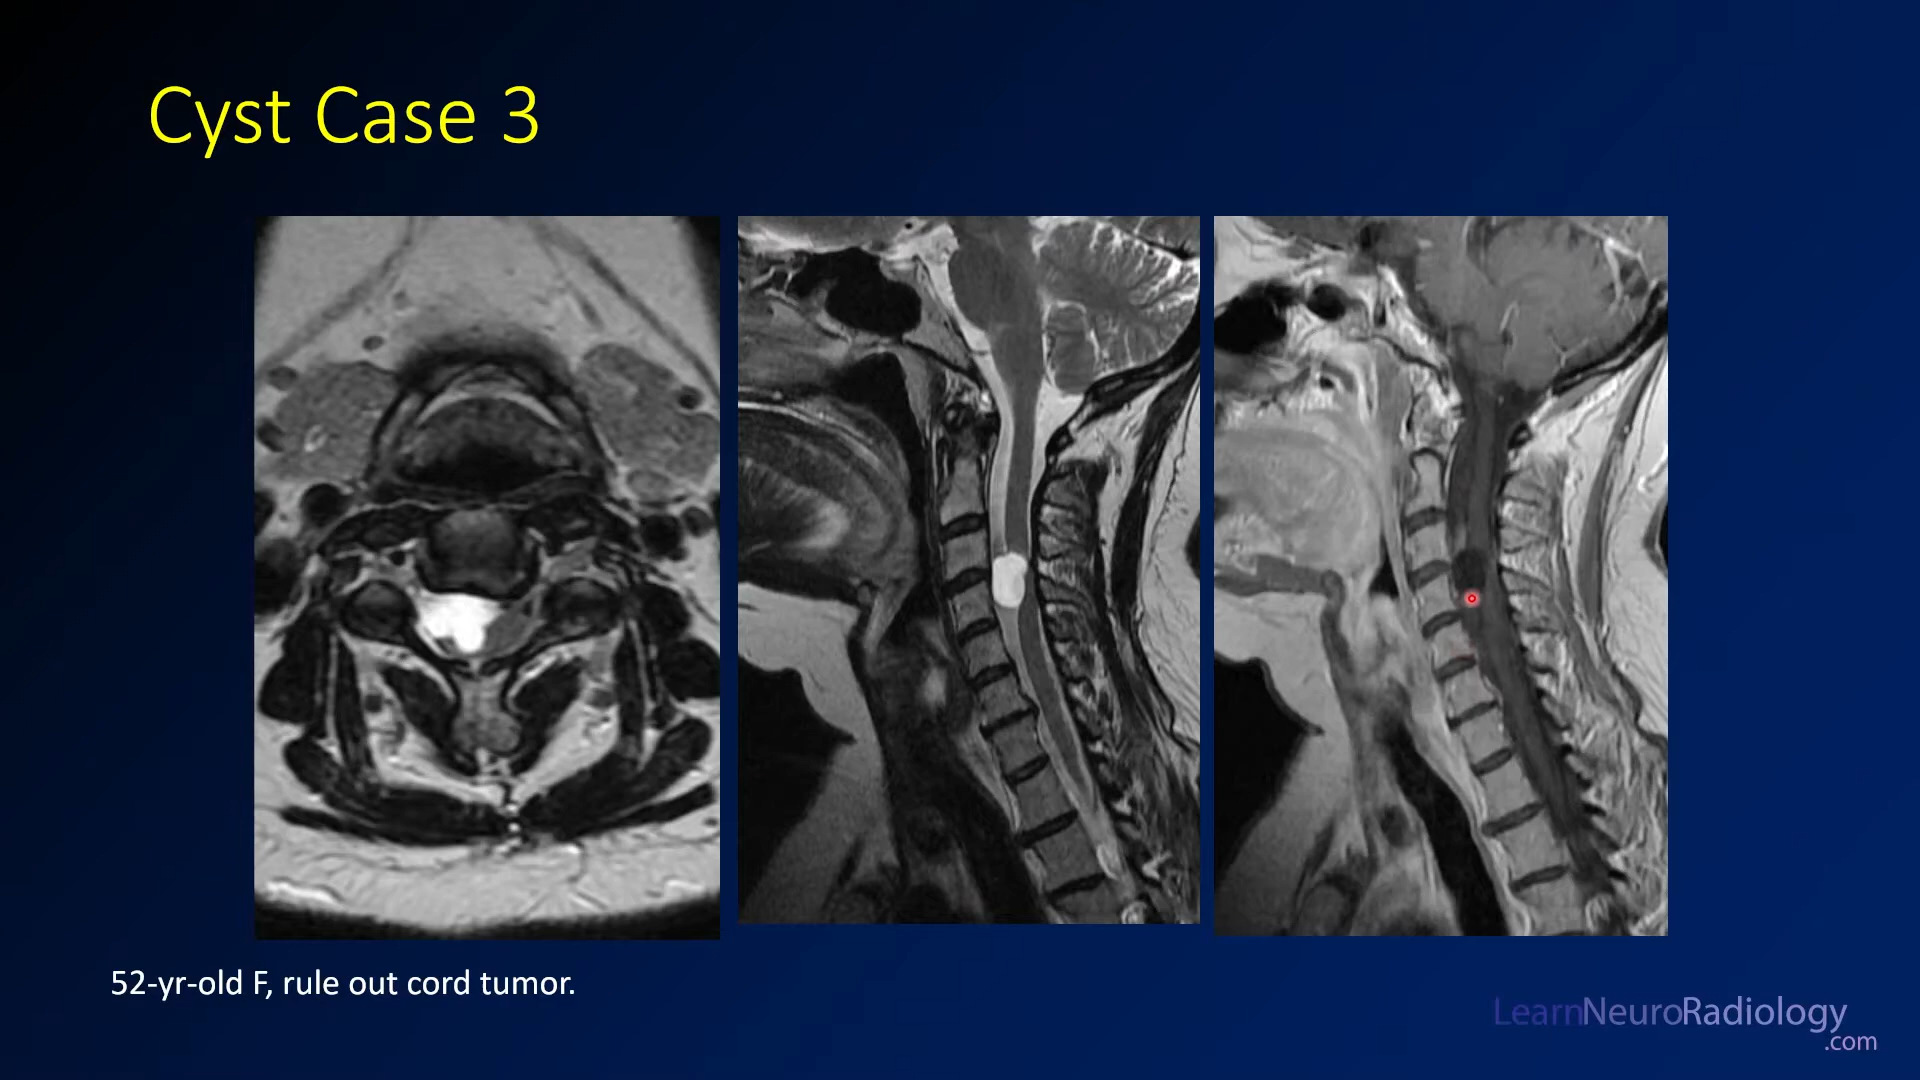 Cyst Case 3
52-yr-old F, rule out cord tumor.
LearnNeuroRadiology
.com